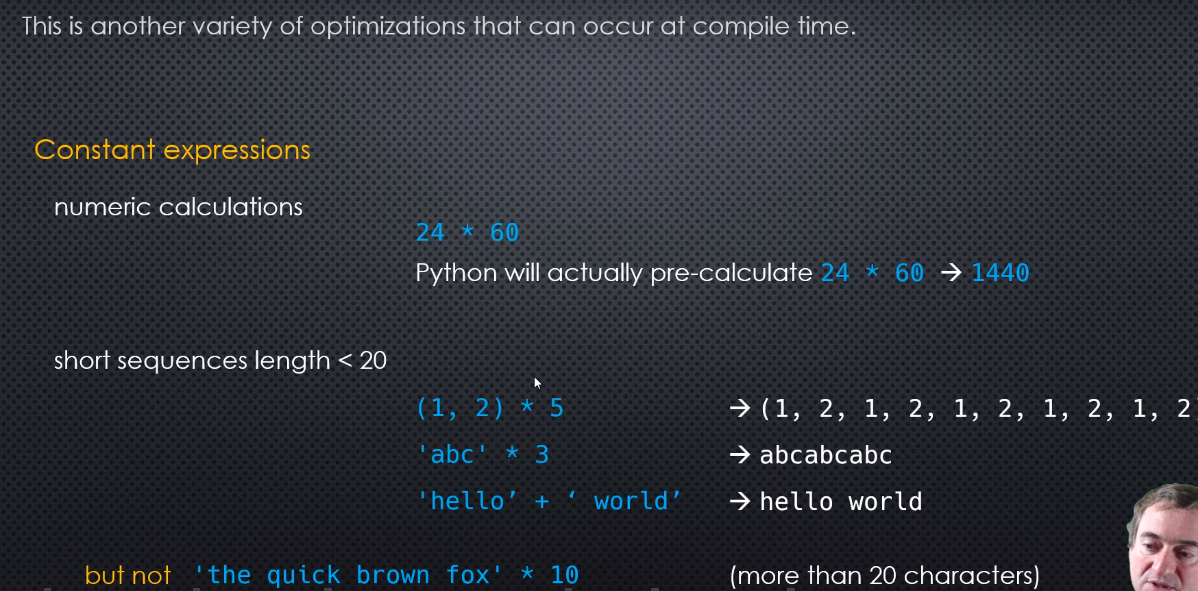 This is another variety of optimizations that can occur at compile time.
Constant expressions
numeric calculations
24 * 60
Python will actually pre-calculate 24 * 60 → 1440
short sequences length < 20
(1, 2) * 5 → (1, 2, 1, 2, 1, 2, 1, 2, 1, 2
'abc' * 3 → abcabcabc
'hello’ + ‘ world’ → hello world
but not 'the quick brown fox' * 10 (more than 20 characters)